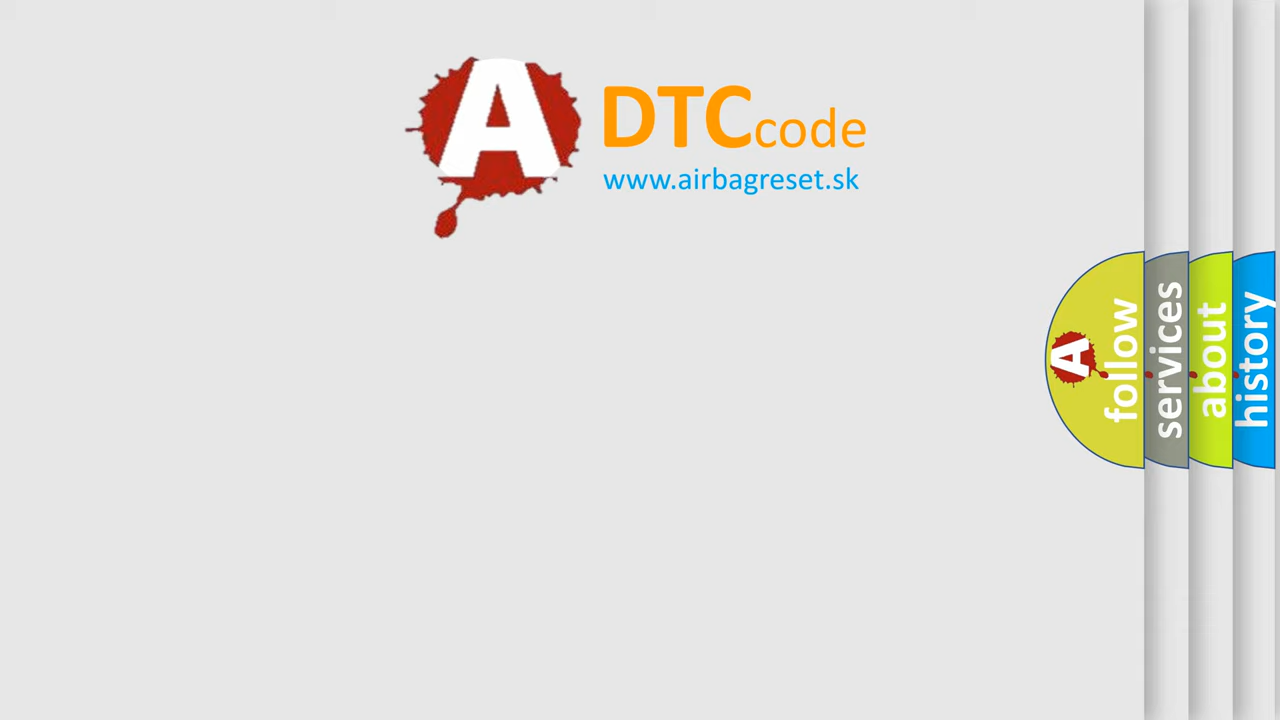 A
DTCcode
www.airbagreset.sk
A
follow
services
about
history